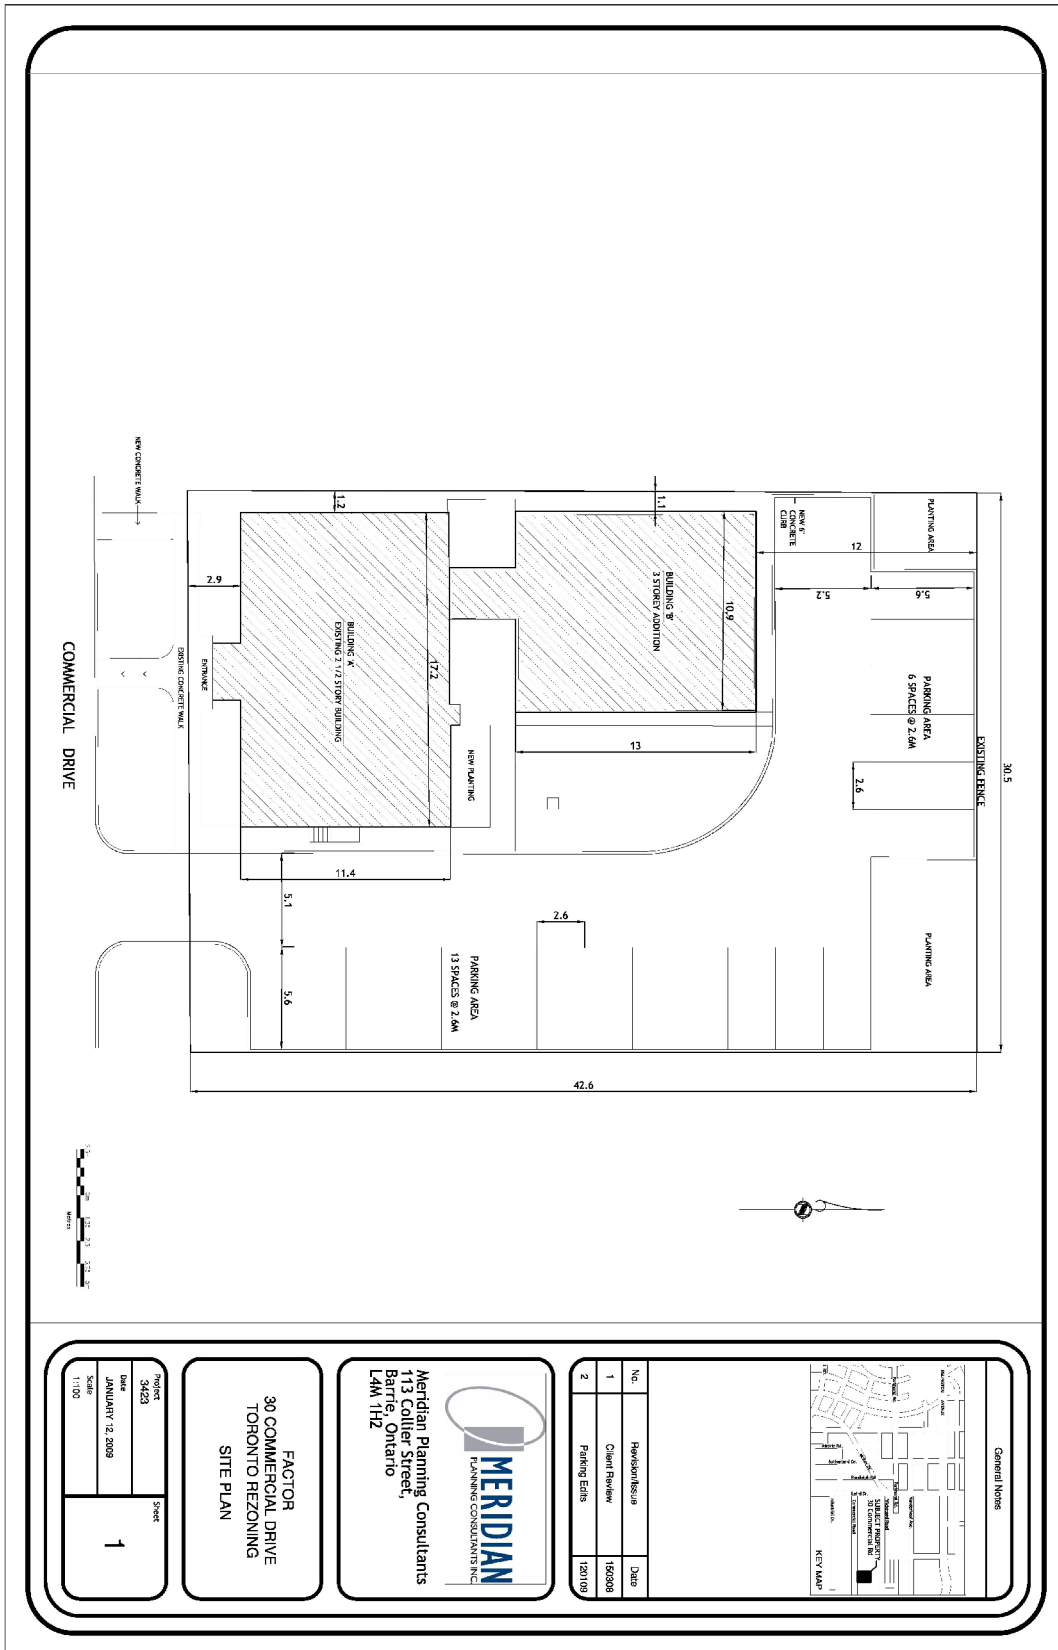 NEW CONCRETE WALK
COMMERCIAL DRIVE
EXISTING CONCRETE WALK
ENTRANCE
2.9
1.2
BUILDING 'A'
EXISTING 2 1/2 STORY BUILDING
17.2
11.4
NEW PLANTING
1.1
BUILDING 'B'
3 STOREY ADDITION
10.9
13
NEW 6"
CONCRETE
CURB
12
5.2
5.6
PLANTING AREA
PARKING AREA
6 SPACES @ 2.6M
2.6
EXISTING FENCE
30.5
PLANTING AREA
5.1
5.6
2.6
PARKING AREA
13 SPACES @ 2.6M
42.6
Metres
General Notes
KEY MAP
SUBJECT PROPERTY
30 Commercial Rd
No.
Revision/Issue
Date
1
Client Review
150308
2
Parking Edits
120109
MERIDIAN
PLANNING CONSULTANTS INC.
Meridian Planning Consultants
113 Collier Street,
Barrie, Ontario
L4M 1H2
FACTOR
30 COMMERCIAL DRIVE
TORONTO REZONING
SITE PLAN
Project
3423
Date
JANUARY 12, 2009
Scale
1:100
Sheet
1